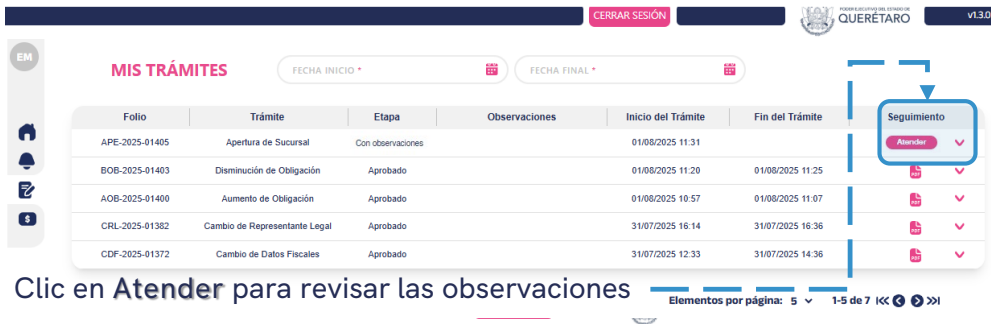 CERRAR SESIÓN
PODER EJECUTIVO DEL ESTADO DE
QUERÉTARO
v1.3.0
EM
MIS TRÁMITES
FECHA INICIO *
FECHA FINAL *
Folio Trámite Etapa Observaciones Inicio del Trámite Fin del Trámite Seguimiento
APE-2025-01405 Apertura de Sucursal Con observaciones 01/08/2025 11:31 Atender
BOB-2025-01403 Disminución de Obligación Aprobado 01/08/2025 11:20 01/08/2025 11:25 PDF
AOB-2025-01400 Aumento de Obligación Aprobado 01/08/2025 10:57 01/08/2025 11:07 PDF
CRL-2025-01382 Cambio de Representante Legal Aprobado 31/07/2025 16:14 31/07/2025 16:36 PDF
CDF-2025-01372 Cambio de Datos Fiscales Aprobado 31/07/2025 12:33 31/07/2025 14:36 PDF
Clic en Atender para revisar las observaciones
Elementos por página: 5 1-5 de 7